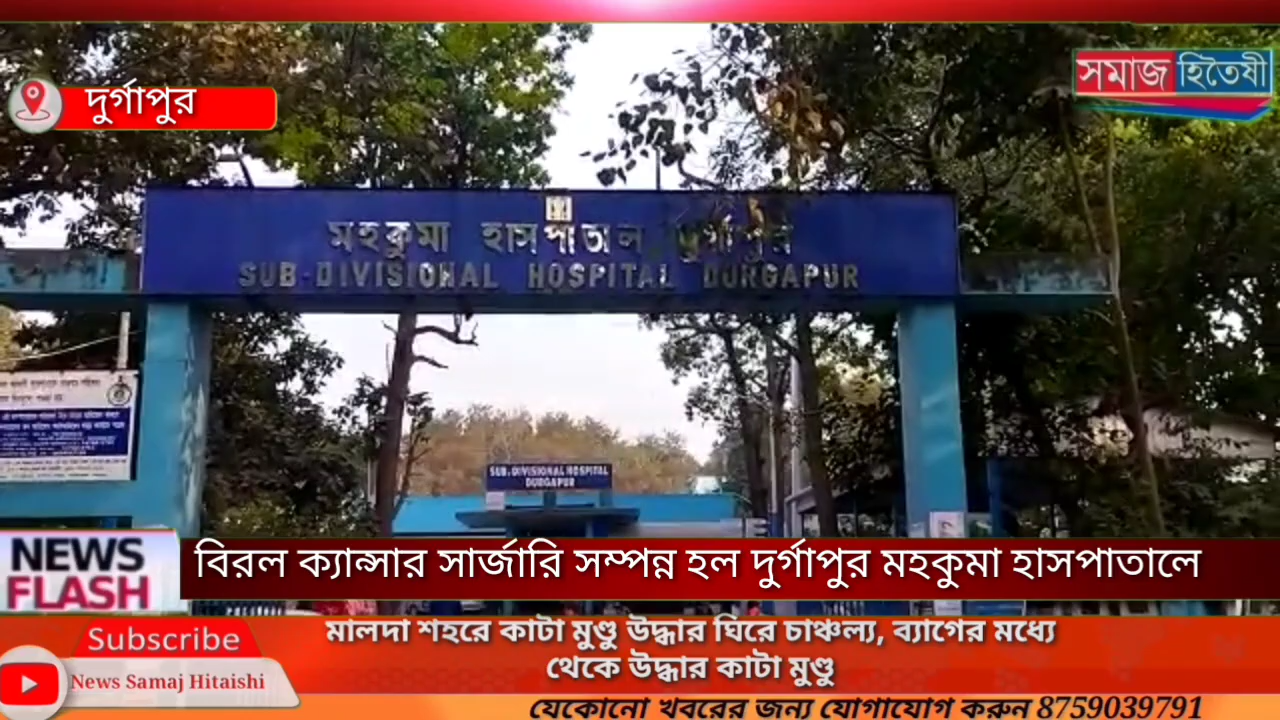 দুর্গাপুর
সমাজ হিতৈষী
মহকুমা হাসপাতাল দুর্গাপুর
SUB-DIVISIONAL HOSPITAL DURGAPUR
SUB-DIVISIONAL HOSPITAL
DURGAPUR
NEWS
FLASH
বিরল ক্যান্সার সার্জারি সম্পন্ন হল দুর্গাপুর মহকুমা হাসপাতালে
Subscribe
News Samaj Hitaishi
মালদা শহরে কাটা মুণ্ডু উদ্ধার ঘিরে চাঞ্চল্য, ব্যাগের মধ্যে
থেকে উদ্ধার কাটা মুণ্ডু
যেকোনো খবরের জন্য যোগাযোগ করুন 8759039791